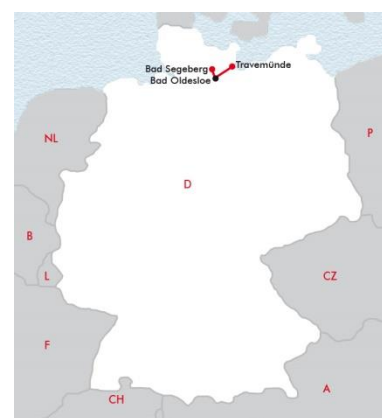 Bad Segeberg
Travemünde
Bad Oldesloe
NL
P
D
B
L
CZ
F
CH
A